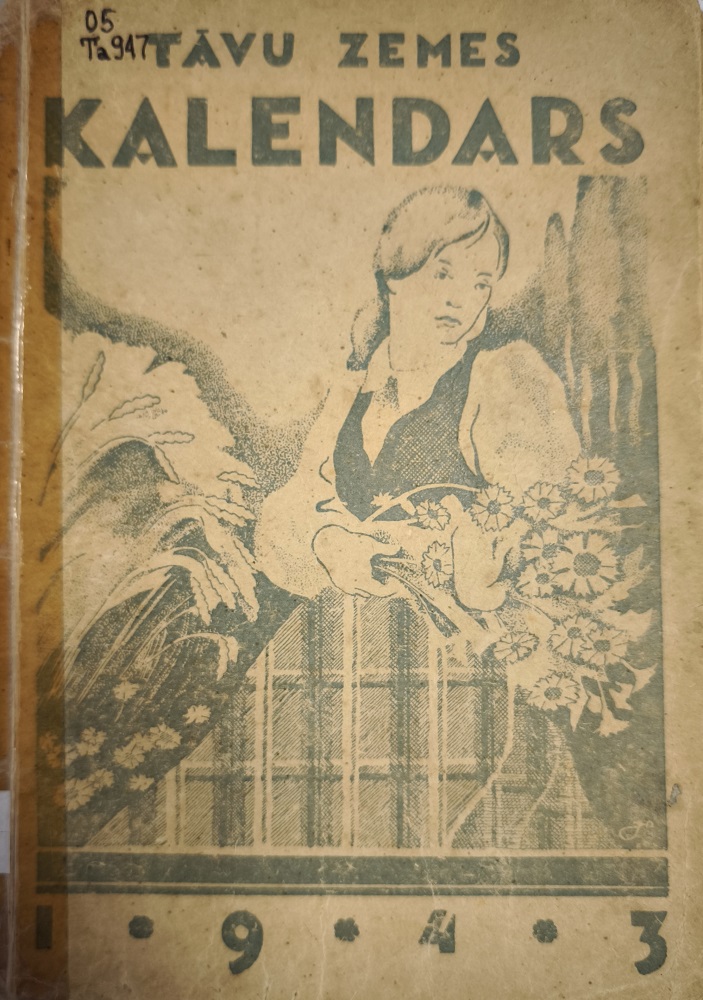 05
Ta947
TĀVU ZEMES
KALENDARS
1 • 9 • 4 • 3